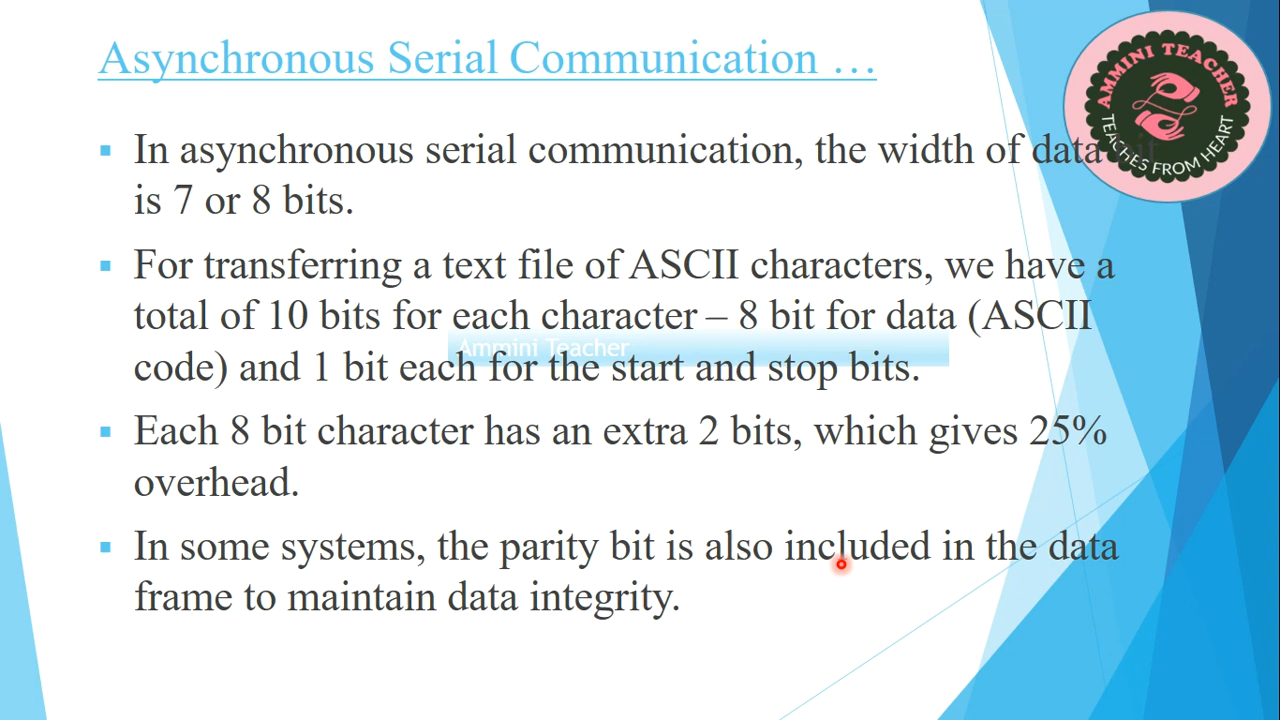 Asynchronous Serial Communication …
AMMINI TEACHER
TEACHES FROM HEART
In asynchronous serial communication, the width of data bit
is 7 or 8 bits.
For transferring a text file of ASCII characters, we have a
total of 10 bits for each character – 8 bit for data (ASCII
Ammini Teacher
code) and 1 bit each for the start and stop bits.
Each 8 bit character has an extra 2 bits, which gives 25%
overhead.
In some systems, the parity bit is also included in the data
frame to maintain data integrity.